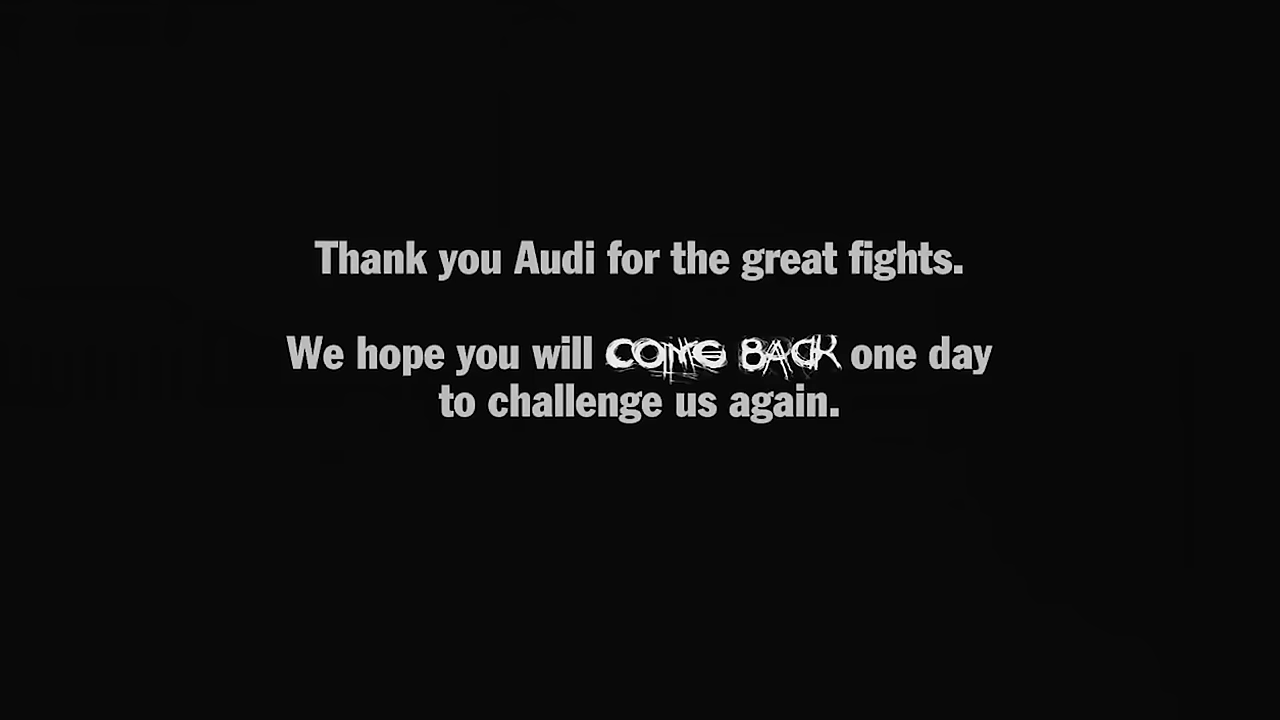 Thank you Audi for the great fights.
We hope you will COME BACK one day
to challenge us again.